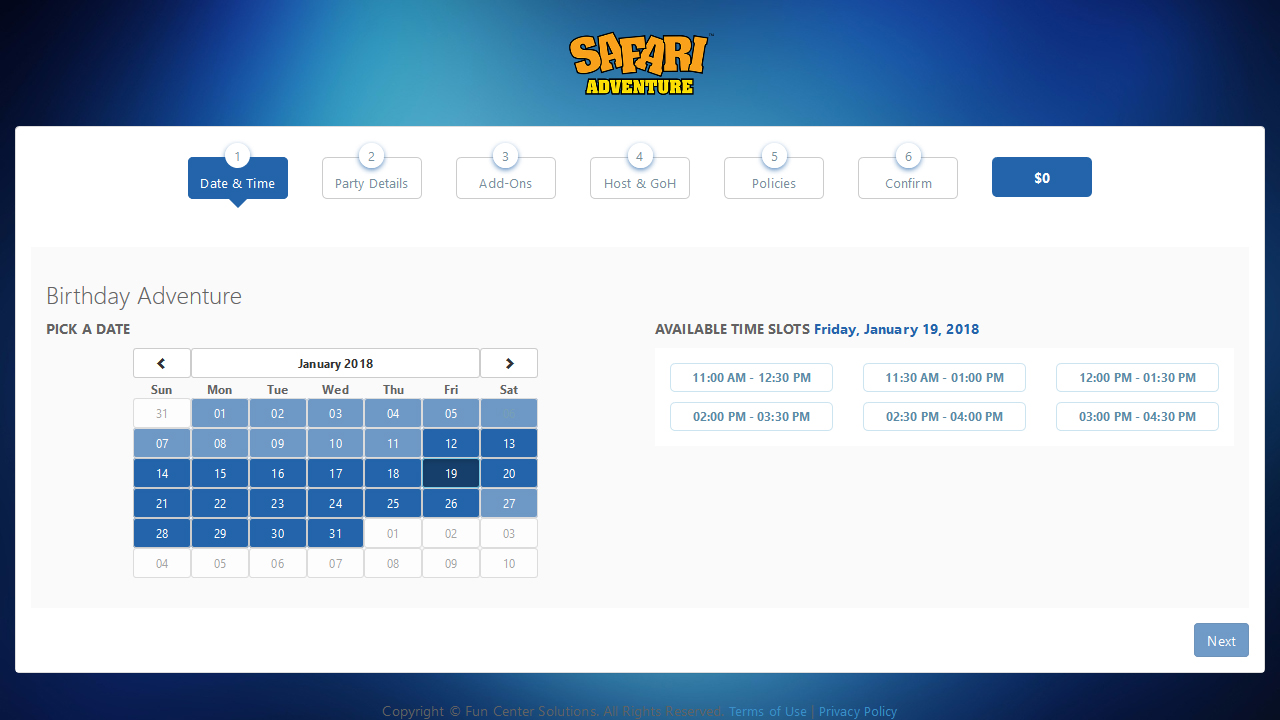 SAFARI™
ADVENTURE
1 2 3 4 5 6
Date & Time Party Details Add-Ons Host & GoH Policies Confirm $0
Birthday Adventure
PICK A DATE
January 2018
Sun Mon Tue Wed Thu Fri Sat
31 01 02 03 04 05
07 08 09 10 11 12 13
14 15 16 17 18 19 20
21 22 23 24 25 26 27
28 29 30 31 01 02 03
04 05 06 07 08 09 10
AVAILABLE TIME SLOTS Friday, January 19, 2018
11:00 AM - 12:30 PM 11:30 AM - 01:00 PM 12:00 PM - 01:30 PM
02:00 PM - 03:30 PM 02:30 PM - 04:00 PM 03:00 PM - 04:30 PM
Next
Copyright © Fun Center Solutions. All Rights Reserved. Terms of Use | Privacy Policy